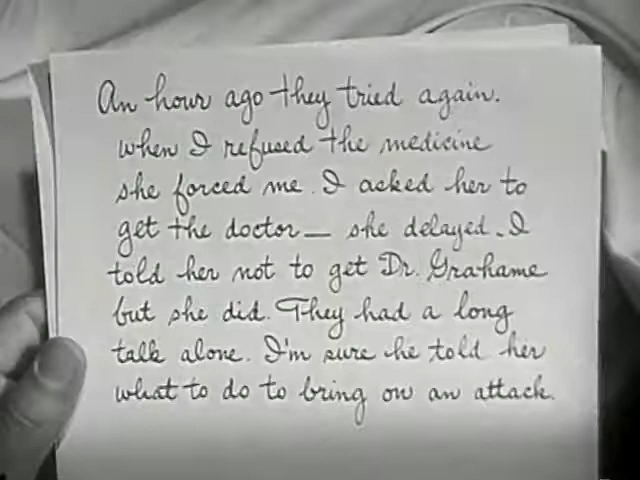 An hour ago they tried again.
when I refused the medicine
she forced me. I asked her to
get the doctor— she delayed. I
told her not to get Dr. Grahame
but she did. They had a long
talk alone. I'm sure he told her
what to do to bring on an attack.